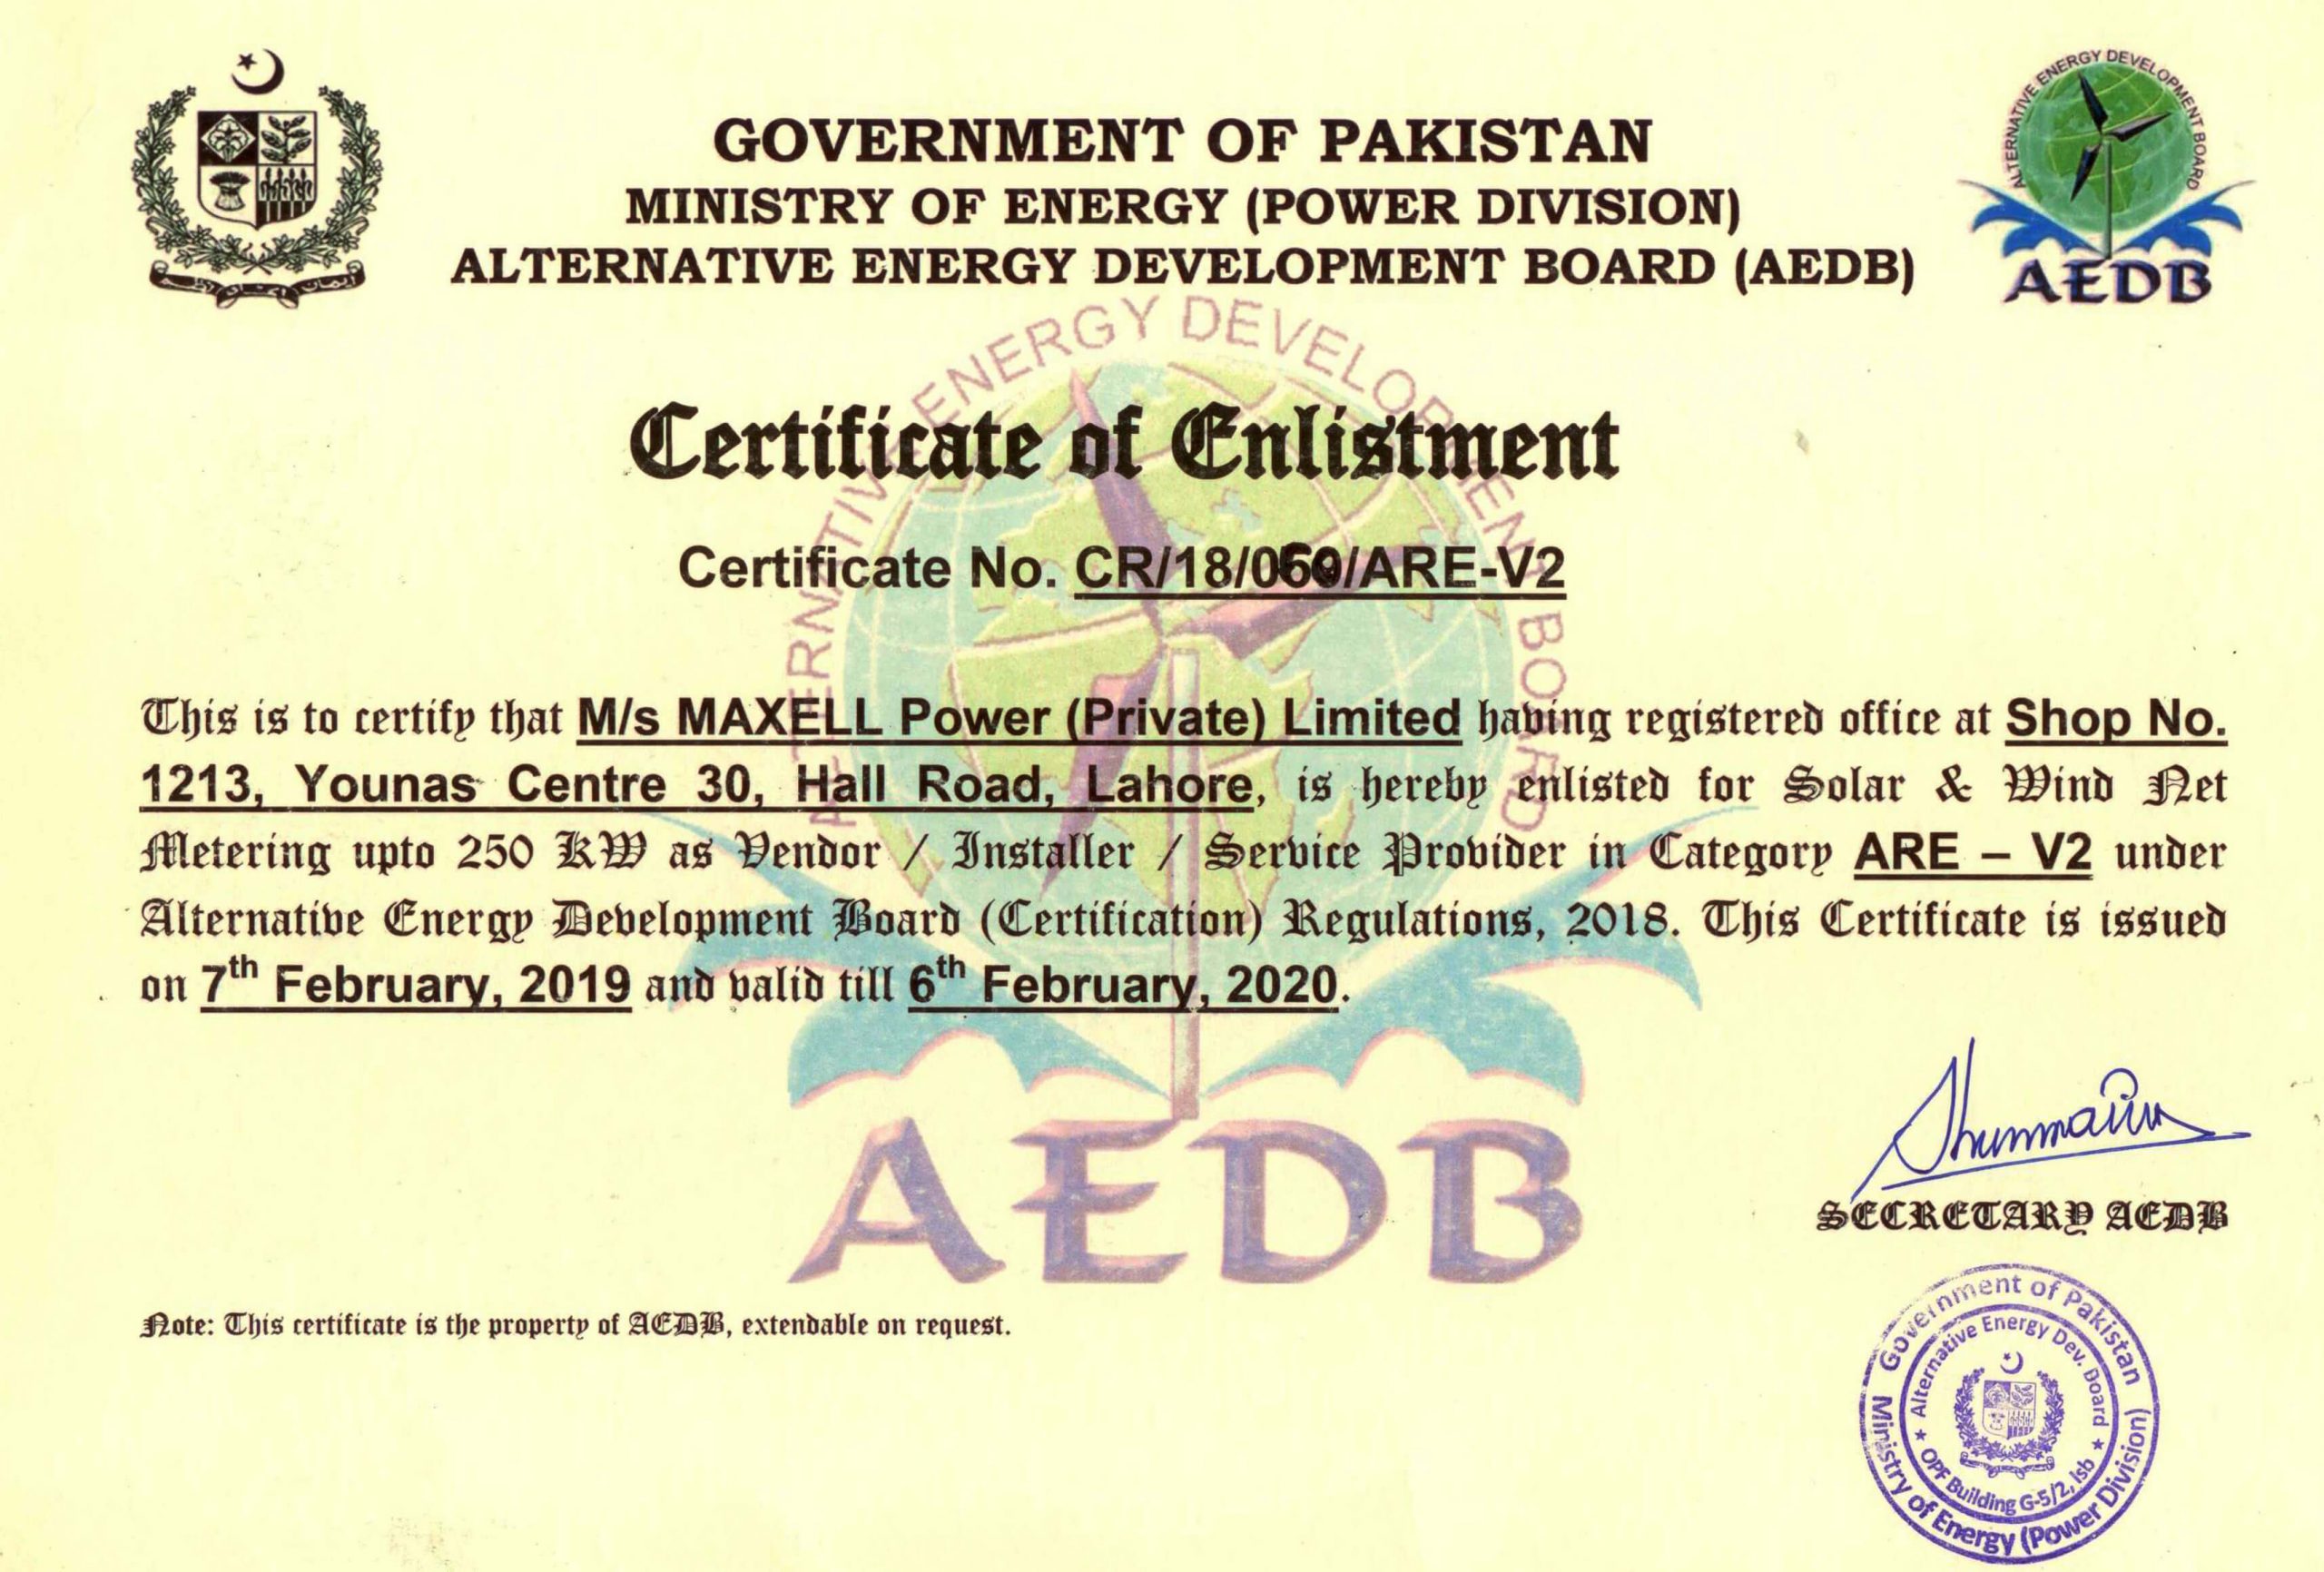 GOVERNMENT OF PAKISTAN
MINISTRY OF ENERGY (POWER DIVISION)
ALTERNATIVE ENERGY DEVELOPMENT BOARD (AEDB)
ALTERNATIVE ENERGY DEVELOPMENT BOARD
AEDB
Certificate of Enlistment
Certificate No. CR/18/060/ARE-V2
This is to certify that M/s MAXELL Power (Private) Limited having registered office at Shop No.
1213, Younas Centre 30, Hall Road, Lahore, is hereby enlisted for Solar & Wind Net
Metering upto 250 KW as Vendor / Installer / Service Provider in Category ARE – V2 under
Alternative Energy Development Board (Certification) Regulations, 2018. This Certificate is issued
on 7th February, 2019 and valid till 6th February, 2020.
ALTERNATIVE ENERGY DEVELOPMENT BOARD
AEDB
SECRETARY AEDB
Note: This certificate is the property of AEDB, extendable on request.
Government of Pakistan
Alternative Energy Dev. Board
OPF Building G-5/2, Isb
Ministry of Energy (Power Division)